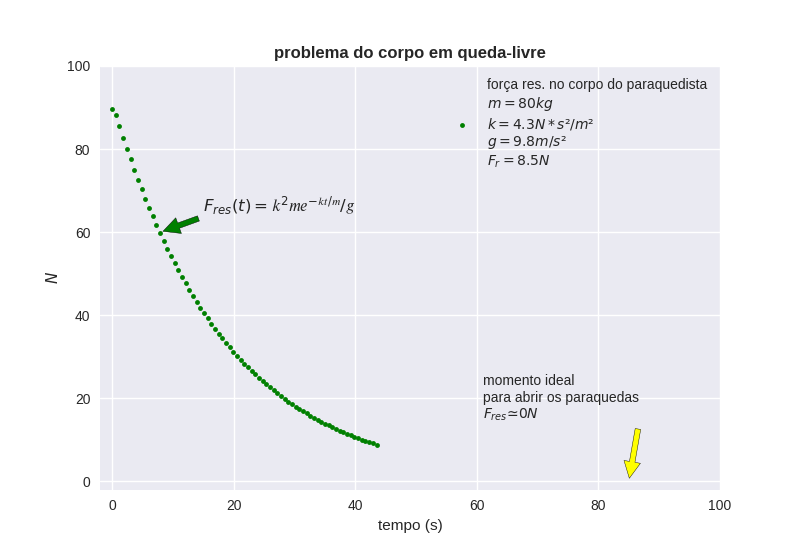 problema do corpo em queda-livre
100
80
60
40
20
0
N
força res. no corpo do paraquedista
m = 80kg
k = 4.3N * s²/m²
g = 9.8m/s²
F_r = 8.5N
F_res(t) = k²me^(-kt/m)/g
momento ideal
para abrir os paraquedas
F_res ≃ 0N
0 20 40 60 80 100
tempo (s)